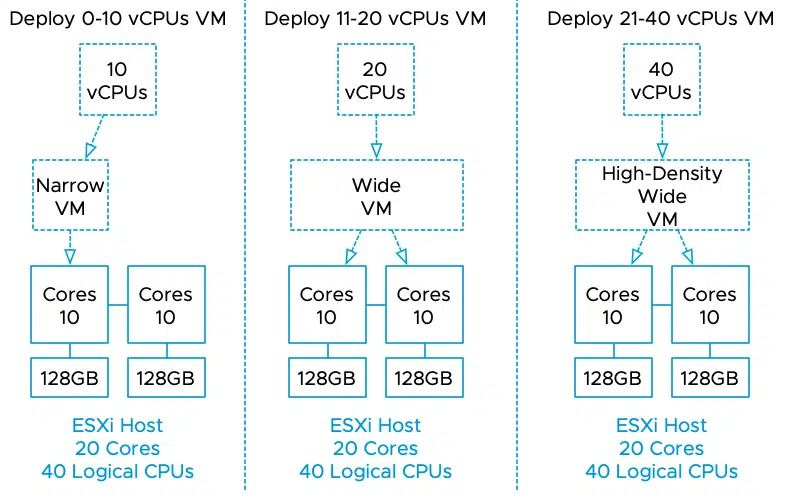 Deploy 0-10 vCPUs VM
10
vCPUs
Narrow
VM
Cores
10
Cores
10
128GB
128GB
ESXi Host
20 Cores
40 Logical CPUs
Deploy 11-20 vCPUs VM
20
vCPUs
Wide
VM
Cores
10
Cores
10
128GB
128GB
ESXi Host
20 Cores
40 Logical CPUs
Deploy 21-40 vCPUs VM
40
vCPUs
High-Density
Wide
VM
Cores
10
Cores
10
128GB
128GB
ESXi Host
20 Cores
40 Logical CPUs